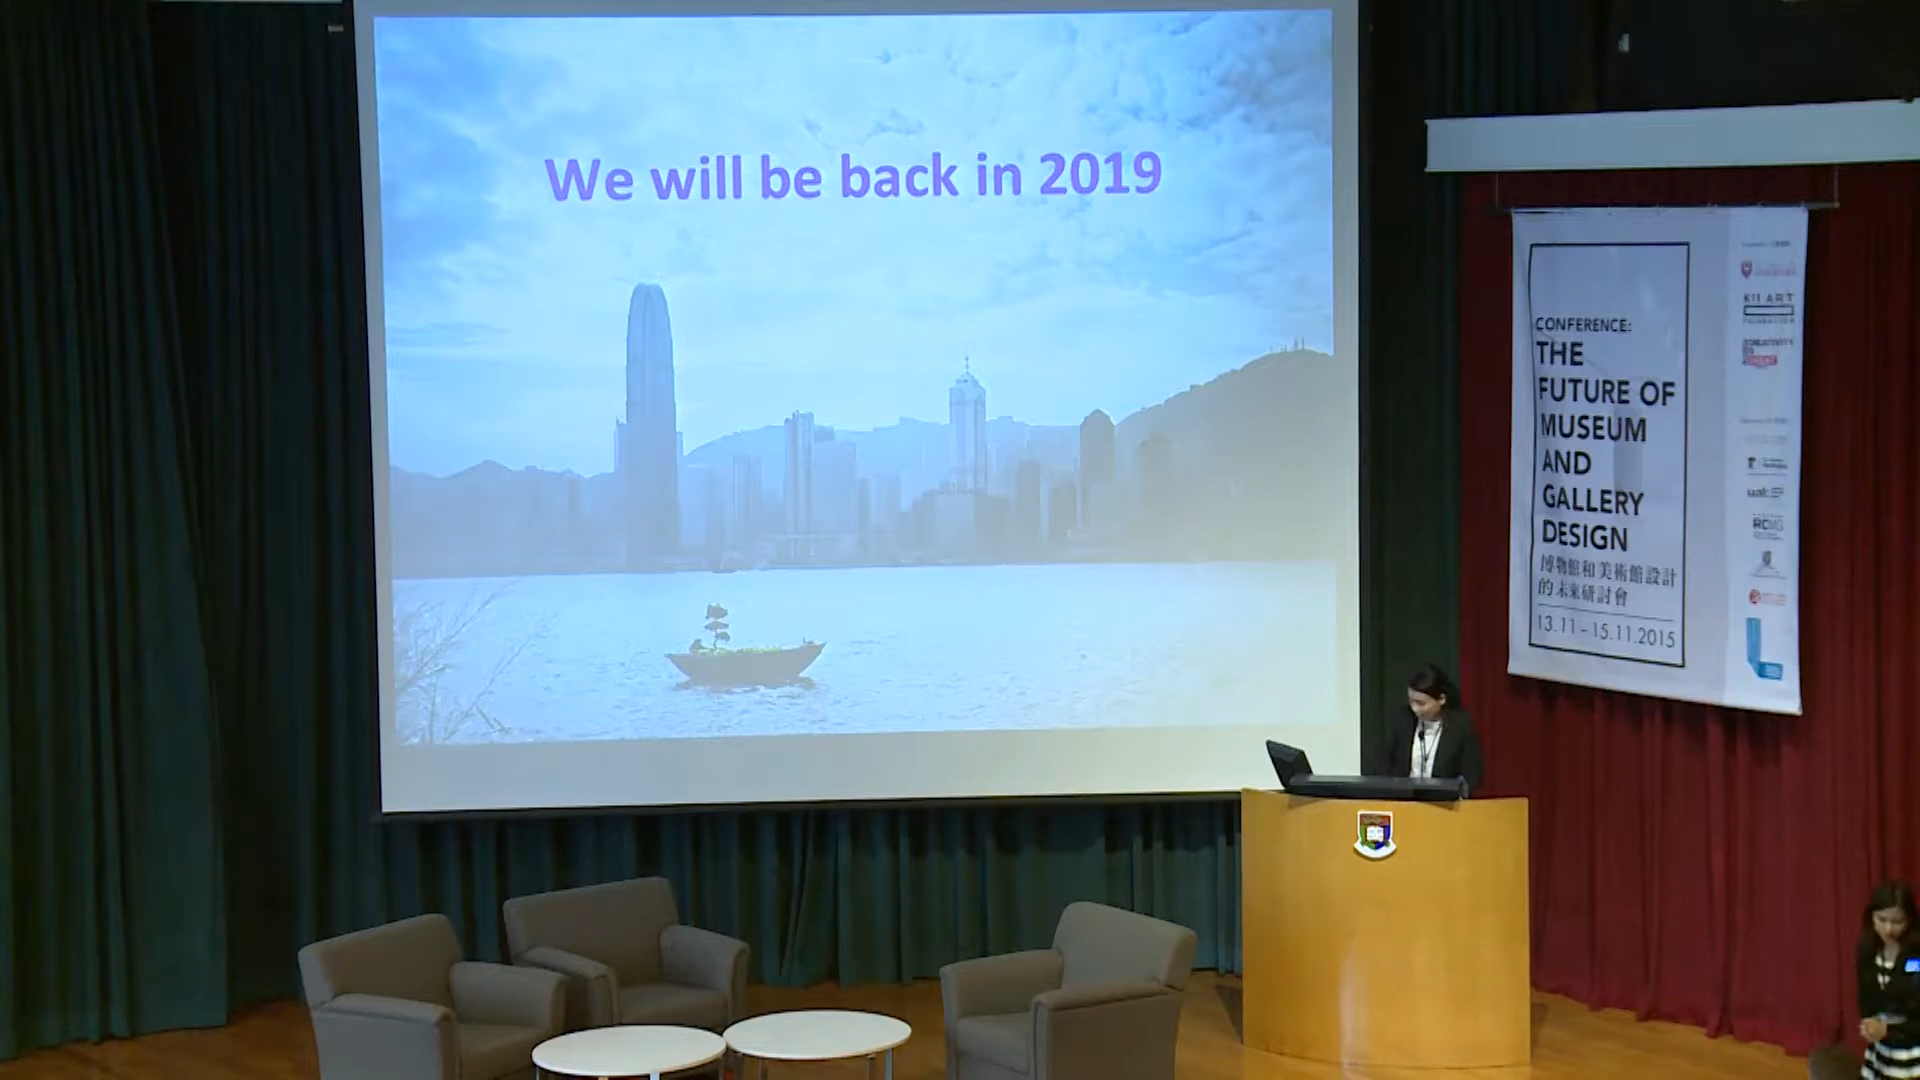 We will be back in 2019
CONFERENCE:
THE
FUTURE OF
MUSEUM
AND
GALLERY
DESIGN
博物館和美術館設計
的未來研討會
13.11 – 15.11.2015
K11 ART